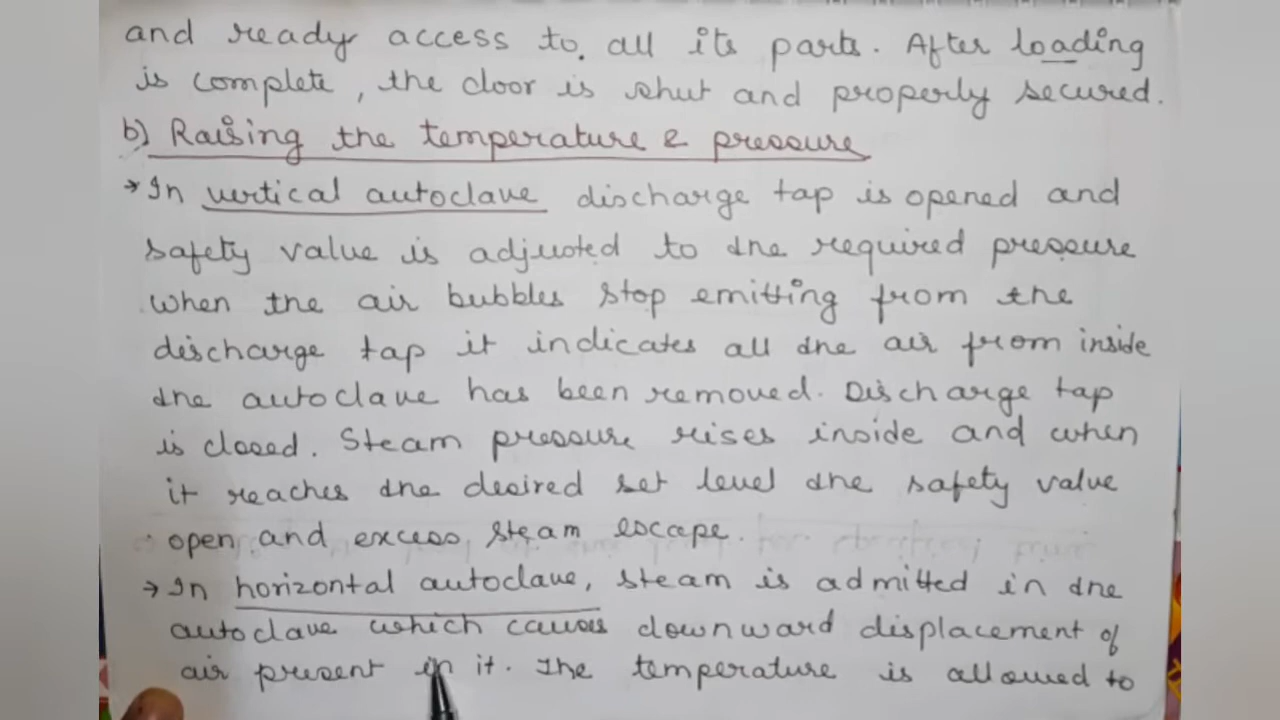 and ready access to all its parts. After loading
is complete, the door is shut and properly secured.
b) Raising the temperature & pressure
→ In vertical autoclave discharge tap is opened and
safety value is adjusted to the required pressure
when the air bubbles stop emitting from the
discharge tap it indicates all the air from inside
the autoclave has been removed. Discharge tap
is closed. Steam pressure rises inside and when
it reaches the desired set level the safety value
open and excess steam escape.
→ In horizontal autoclave, steam is admitted in the
autoclave which causes downward displacement of
air present in it. The temperature is allowed to